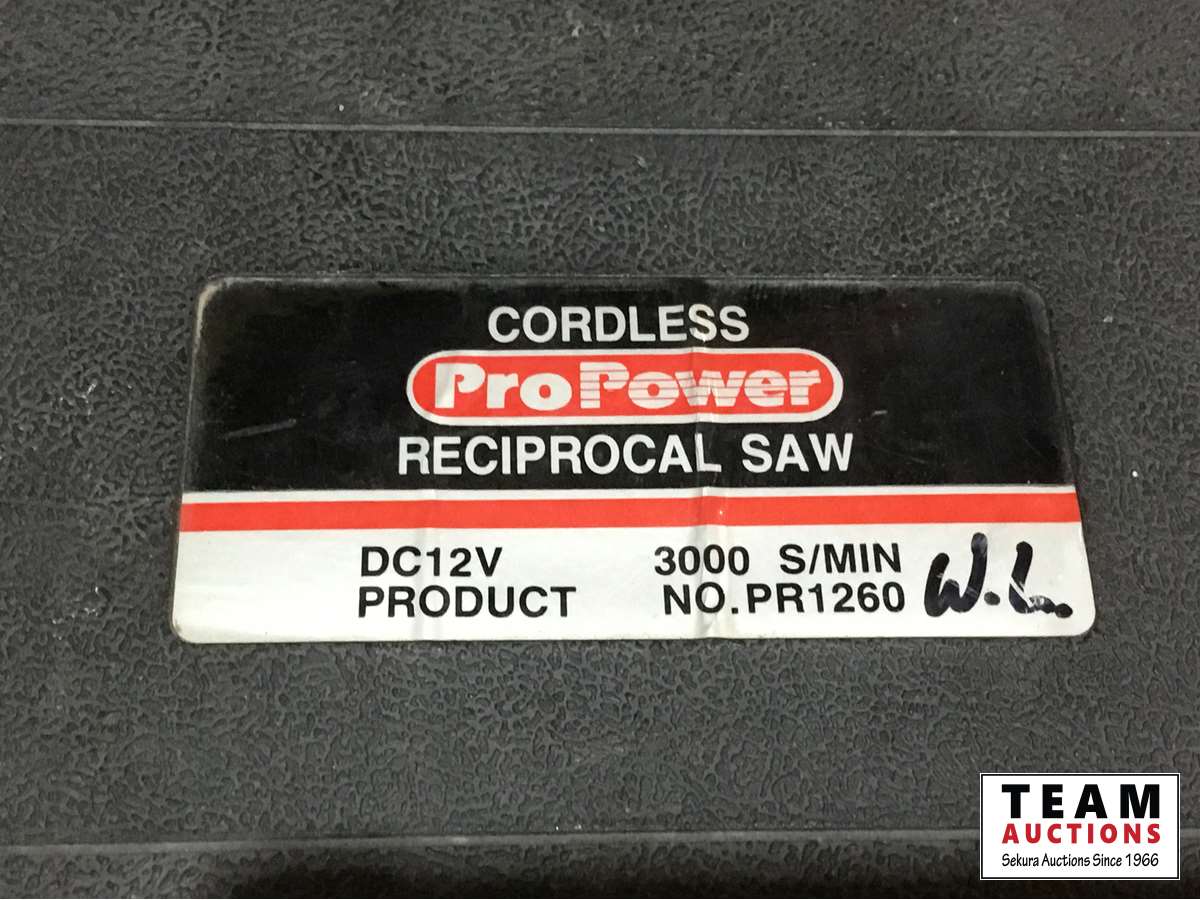 CORDLESS
ProPower
RECIPROCAL SAW
DC12V 3000 S/MIN
PRODUCT NO.PR1260 W.L.
TEAM
AUCTIONS
Sekura Auctions Since 1966